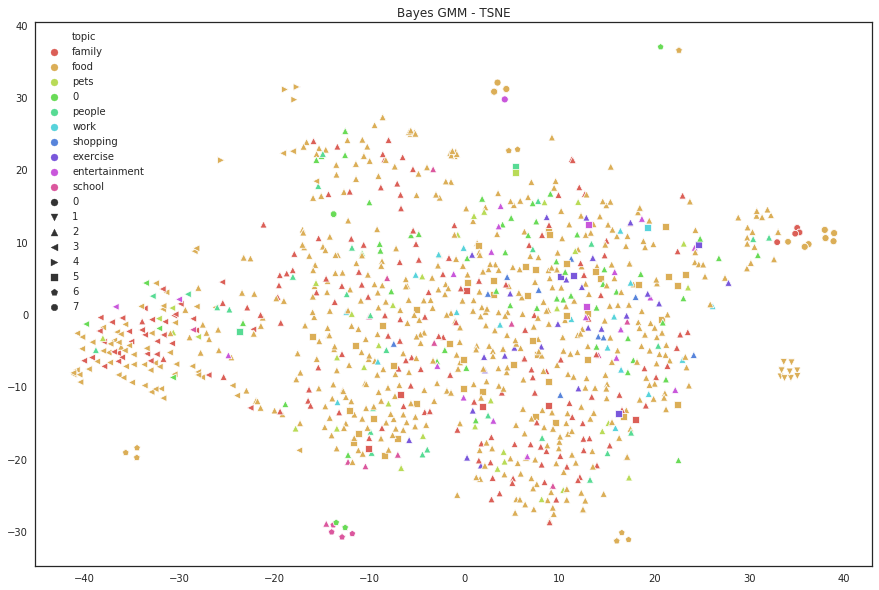 Bayes GMM - TSNE
40
30
20
10
0
−10
−20
−30
topic
family
food
pets
0
people
work
shopping
exercise
entertainment
school
0
1
2
3
4
5
6
7
−40 −30 −20 −10 0 10 20 30 40